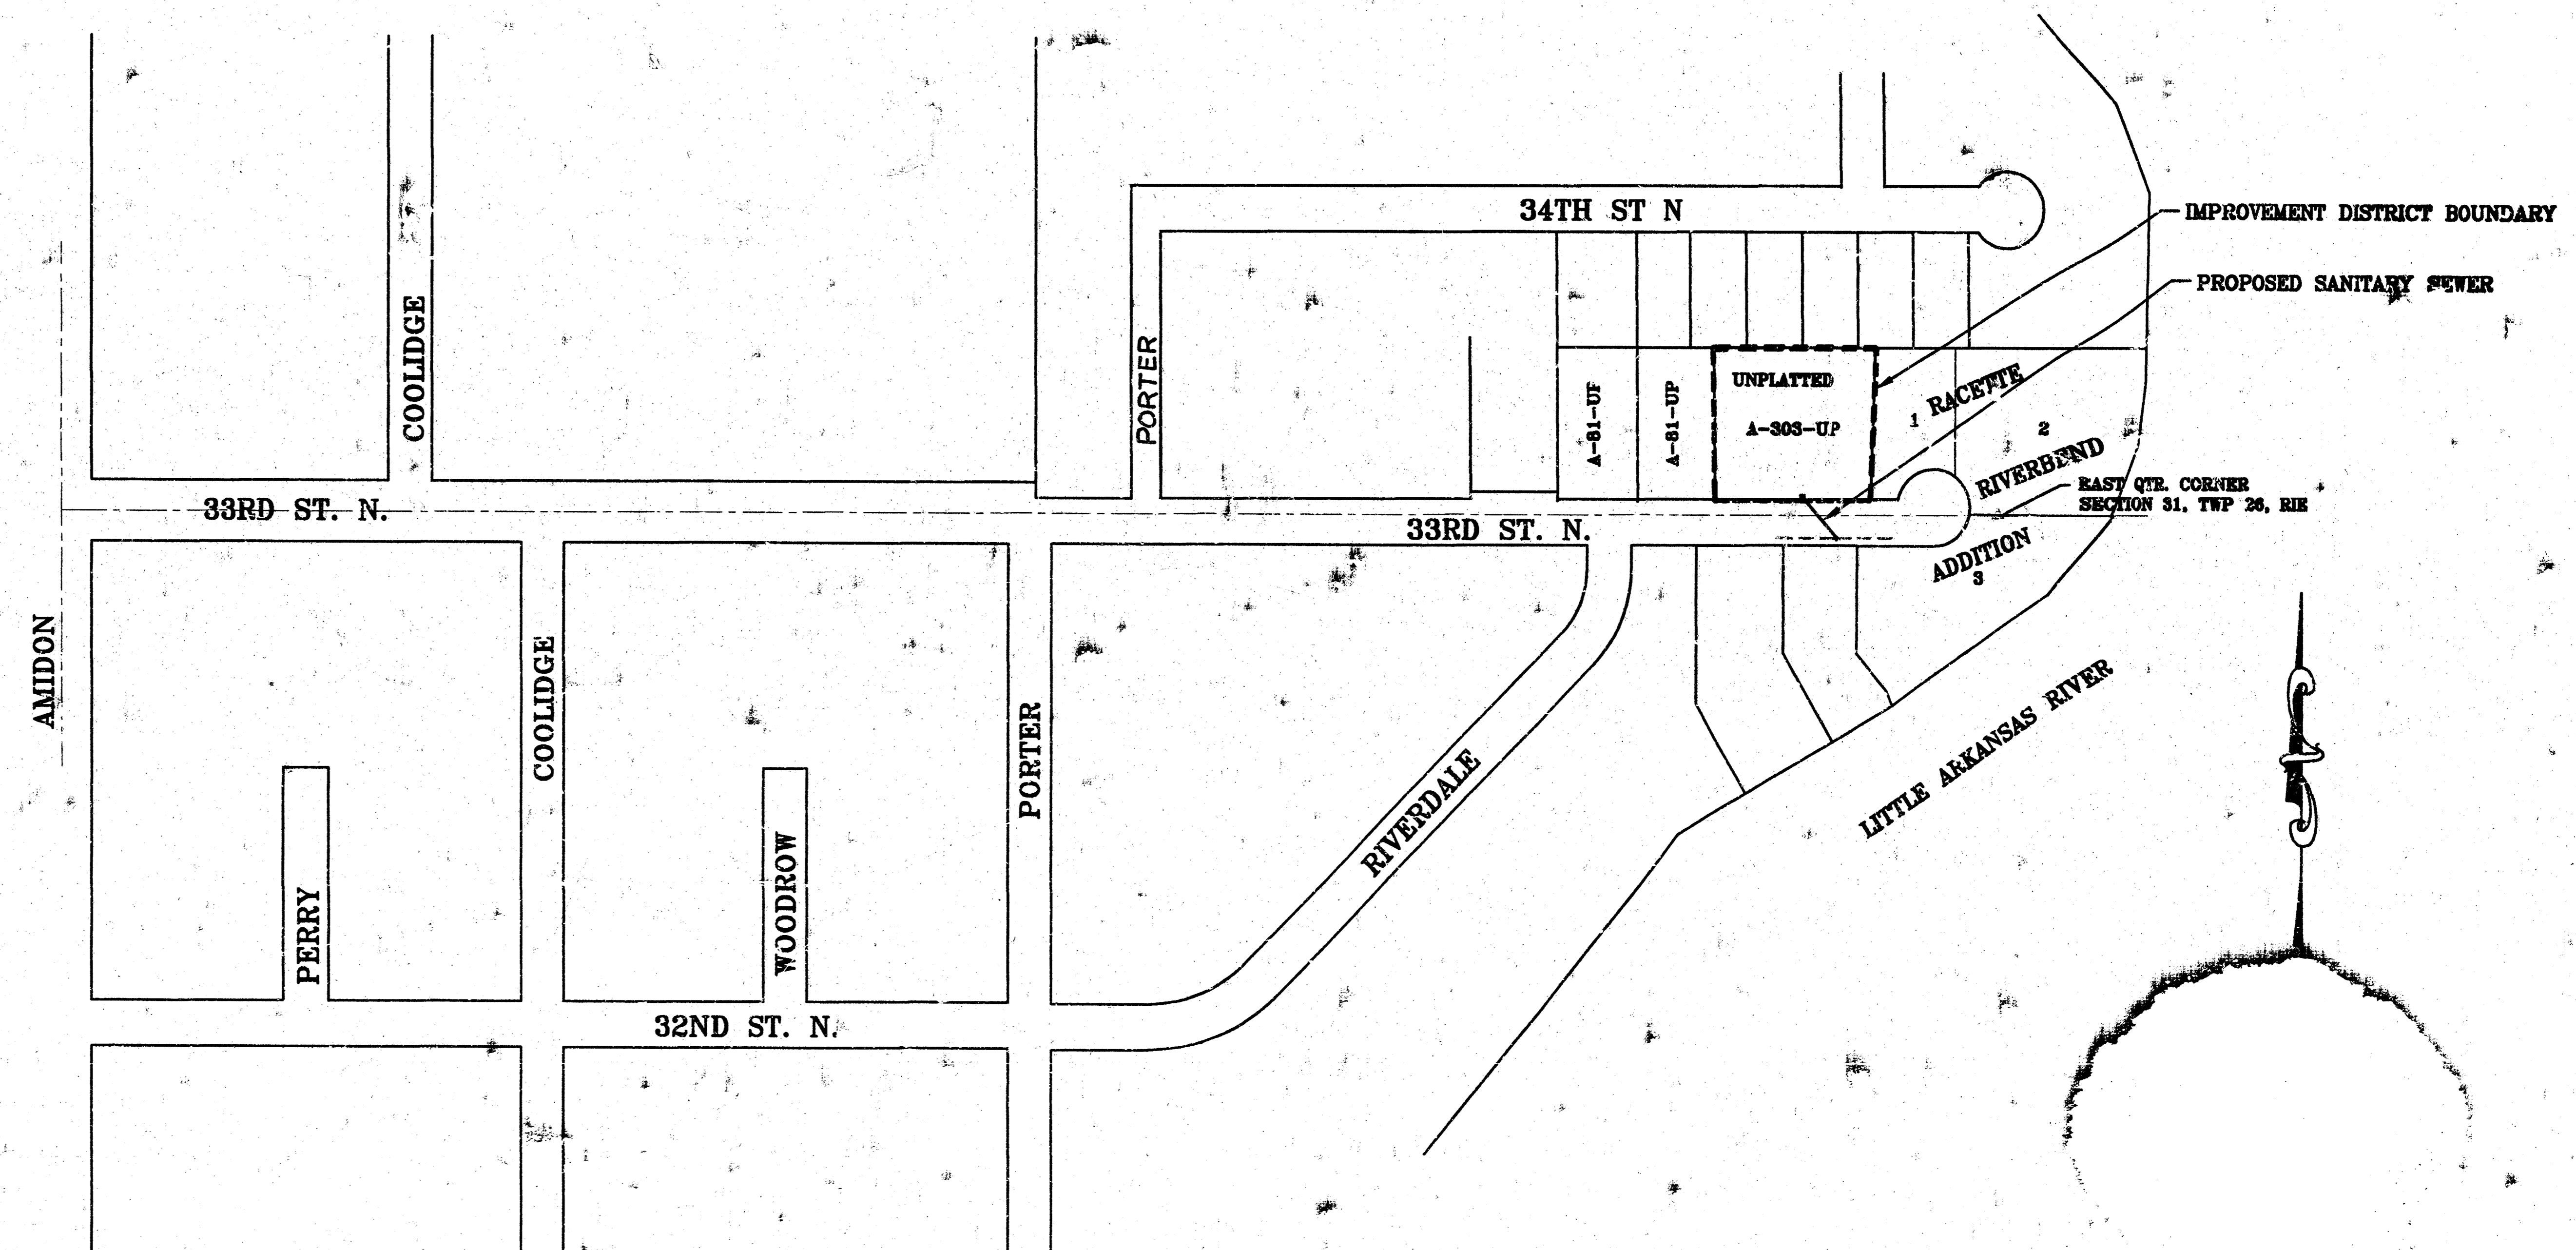 34TH ST N
IMPROVEMENT DISTRICT BOUNDARY
PROPOSED SANITARY SEWER
COOLIDGE
PORTER
A-81-UP
A-81-UP
UNPLATTED
A-303-UP
1 RACETTE
2
RIVERBEND
EAST QTR. CORNER
SECTION 31, TWP 26, R1E
33RD ST. N.
33RD ST. N.
ADDITION
3
AMIDON
COOLIDGE
PORTER
RIVERDALE
LITTLE ARKANSAS RIVER
PERRY
WOODROW
32ND ST. N.